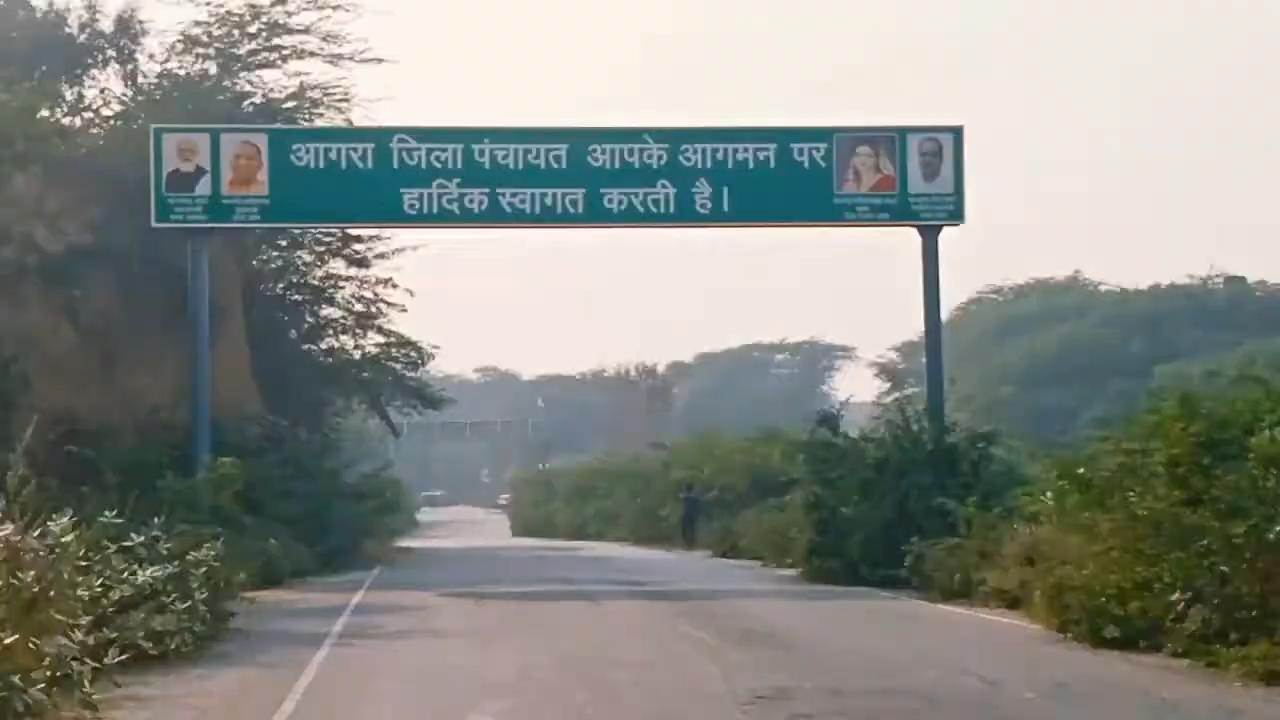 आगरा जिला पंचायत आपके आगमन पर
हार्दिक स्वागत करती है।